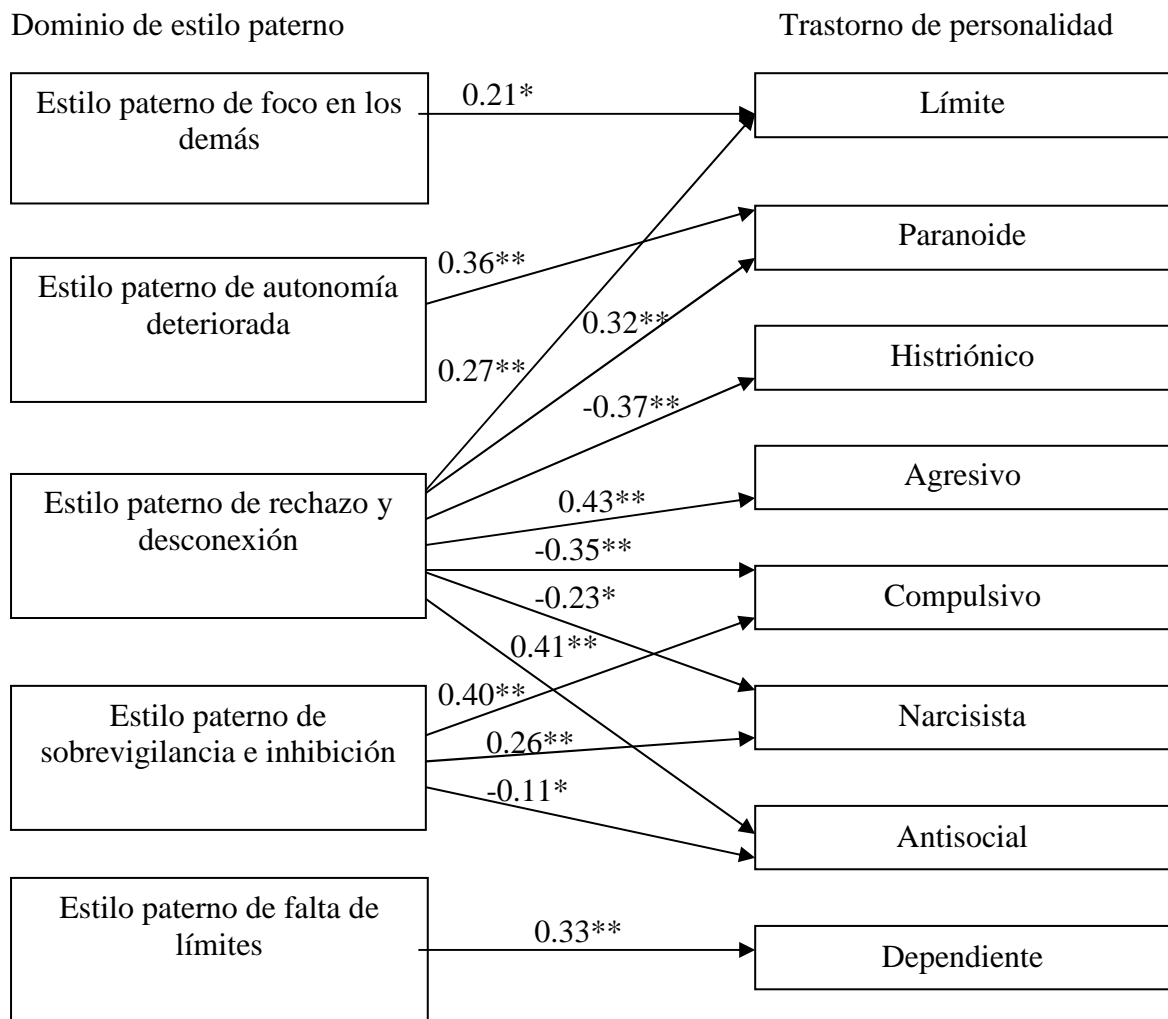 Dominio de estilo paterno
Trastorno de personalidad
Estilo paterno de foco en los
demás
0.21*
Límite
Paranoide
Estilo paterno de autonomía
deteriorada
0.36**
0.32**
0.27**
Histriónico
-0.37**
Estilo paterno de rechazo y
desconexión
Agresivo
0.43**
-0.35**
Compulsivo
-0.23*
0.41**
Estilo paterno de
sobrevigilancia e inhibición
0.40**
Narcisista
0.26**
-0.11*
Antisocial
Estilo paterno de falta de
límites
0.33**
Dependiente